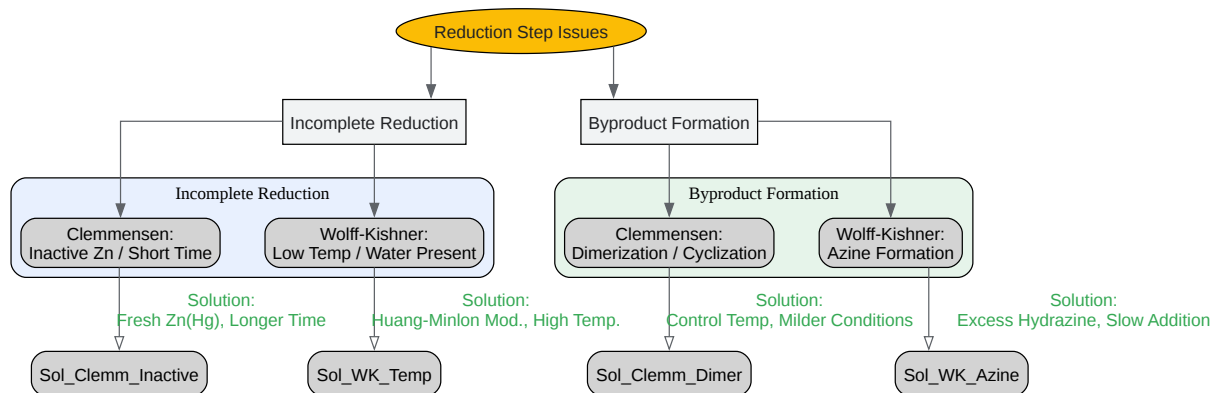 Reduction Step Issues
Incomplete Reduction
Byproduct Formation
Incomplete Reduction
Byproduct Formation
Clemmensen:
Inactive Zn / Short Time
Wolff-Kishner:
Low Temp / Water Present
Clemmensen:
Dimerization / Cyclization
Wolff-Kishner:
Azine Formation
Solution:
Fresh Zn(Hg), Longer Time
Solution:
Huang-Minlon Mod., High Temp.
Solution:
Control Temp, Milder Conditions
Solution:
Excess Hydrazine, Slow Addition
Sol_Clemm_Inactive
Sol_WK_Temp
Sol_Clemm_Dimer
Sol_WK_Azine